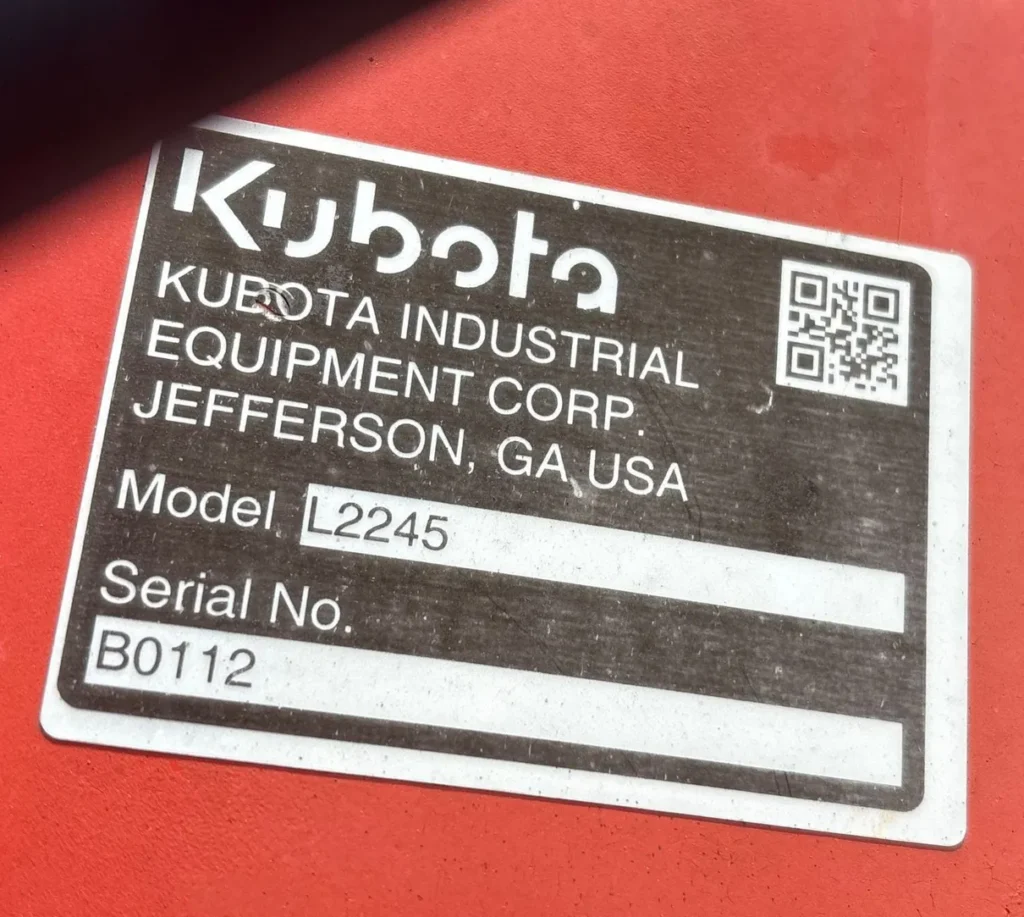 Kubota
KUBOTA INDUSTRIAL
EQUIPMENT CORP.
JEFFERSON, GA USA
Model L2245
Serial No.
B0112